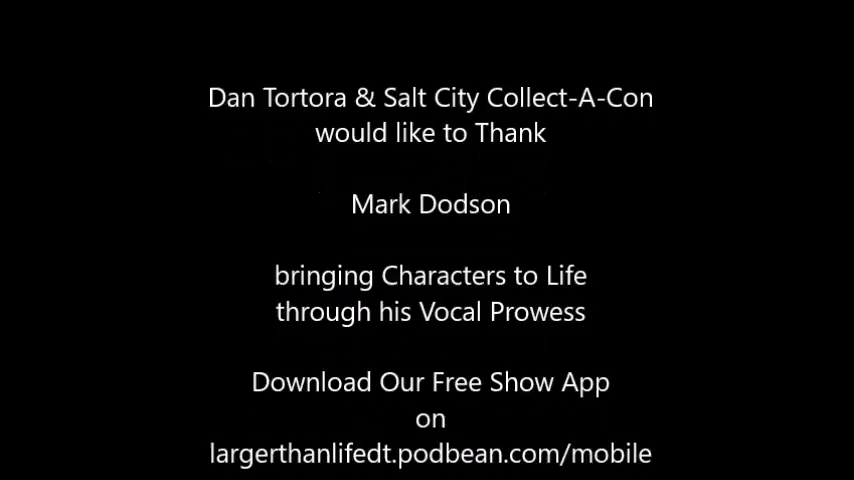 Dan Tortora & Salt City Collect-A-Con
would like to Thank
Mark Dodson
bringing Characters to Life
through his Vocal Prowess
Download Our Free Show App
on
largerthanlifedt.podbean.com/mobile